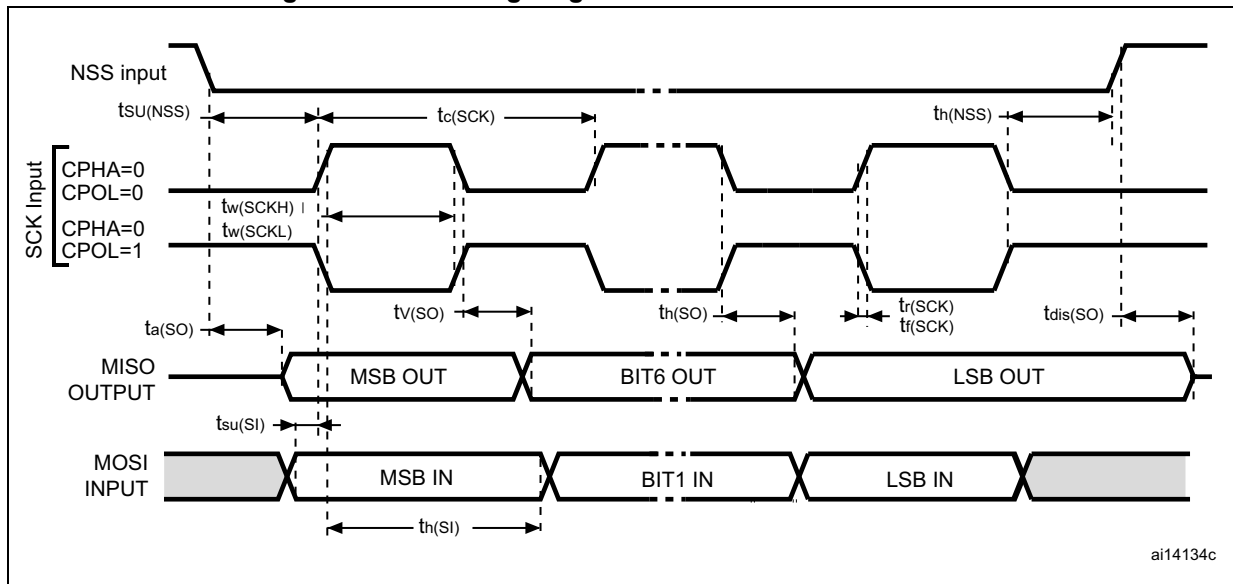 NSS input
tSU(NSS)
tc(SCK)
th(NSS)
SCK Input
CPHA=0
CPOL=0
tw(SCKH)
CPHA=0
tw(SCKL)
CPOL=1
tV(SO)
th(SO)
tr(SCK)
tf(SCK)
tdis(SO)
ta(SO)
MISO
OUTPUT
MSB OUT
BIT6 OUT
LSB OUT
tsu(SI)
MOSI
INPUT
MSB IN
BIT1 IN
LSB IN
th(SI)
ai14134c